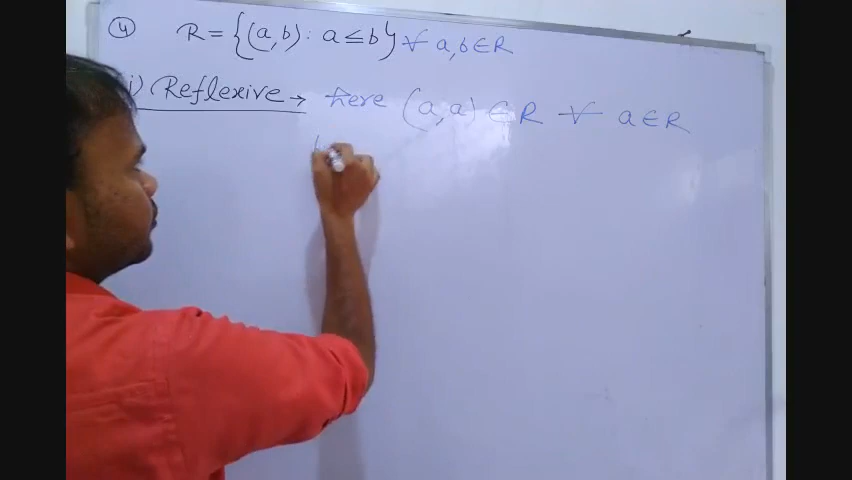 ④ R = {(a,b) : a ≤ b} ∀ a,b ∈ R
i) Reflexive → here (a,a) ∈ R ∀ a ∈ R
(